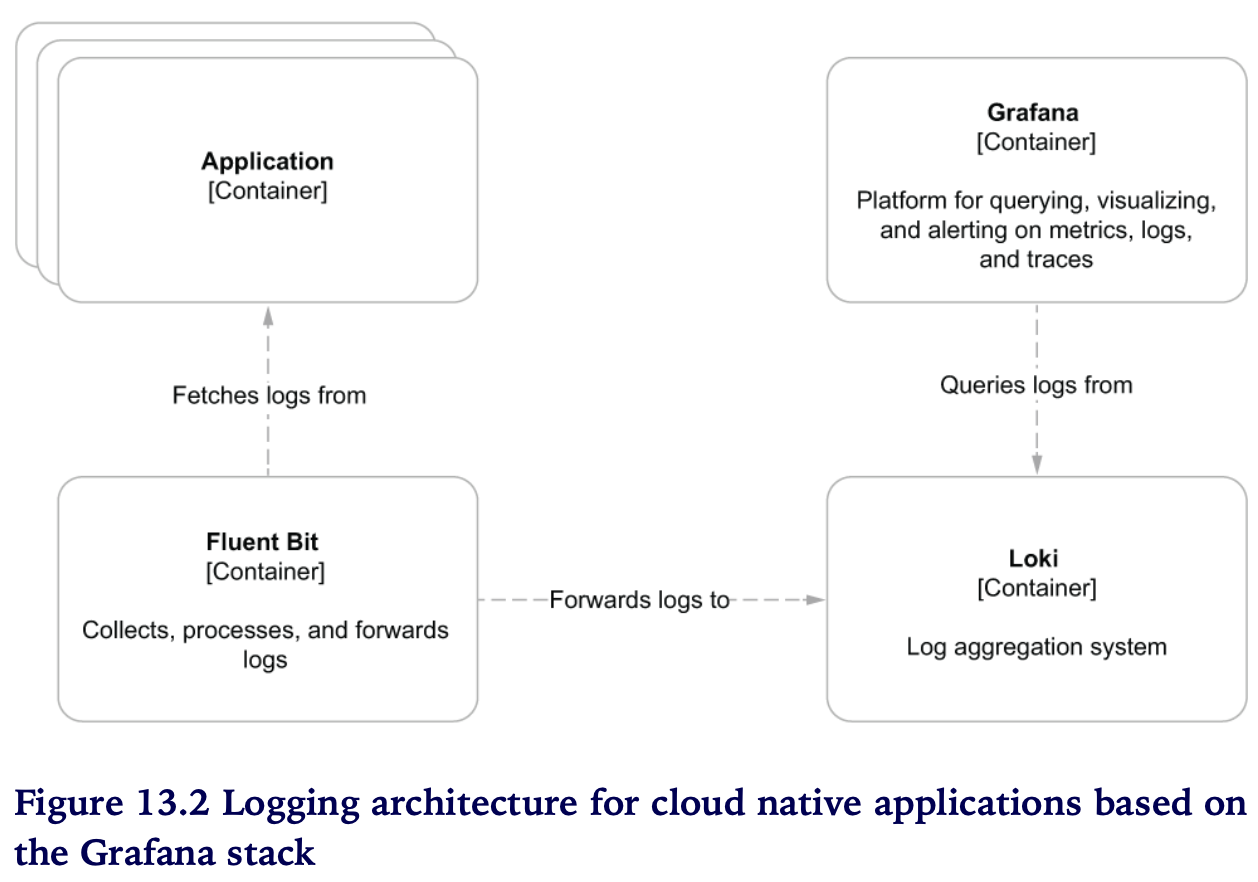 Application
[Container]
Grafana
[Container]
Platform for querying, visualizing,
and alerting on metrics, logs,
and traces
Fetches logs from
Queries logs from
Fluent Bit
[Container]
Collects, processes, and forwards
logs
Forwards logs to
Loki
[Container]
Log aggregation system
Figure 13.2 Logging architecture for cloud native applications based on
the Grafana stack